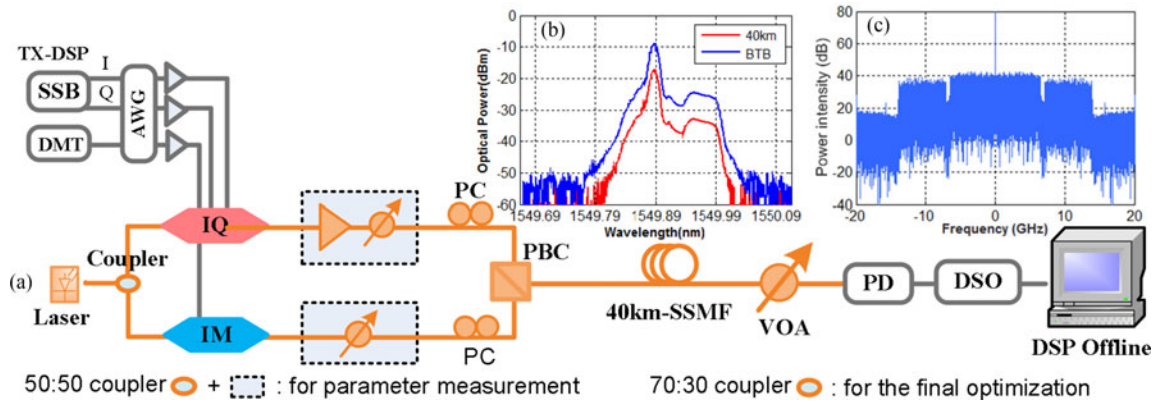 TX-DSP
SSB
I
Q
DMT
AWG
(a)
Laser
Coupler
IQ
IM
PC
PC
PBC
40km-SSMF
VOA
PD
DSO
DSP Offline
(b)
40km
BTB
Optical Power(dBm)
0
-10
-20
-30
-40
-50
-60
1549.69 1549.79 1549.89 1549.99 1550.09
Wavelength(nm)
(c)
Power intensity (dB)
80
60
40
20
0
-20
-40
-20 -10 0 10 20
Frequency (GHz)
50:50 coupler + : for parameter measurement
70:30 coupler : for the final optimization